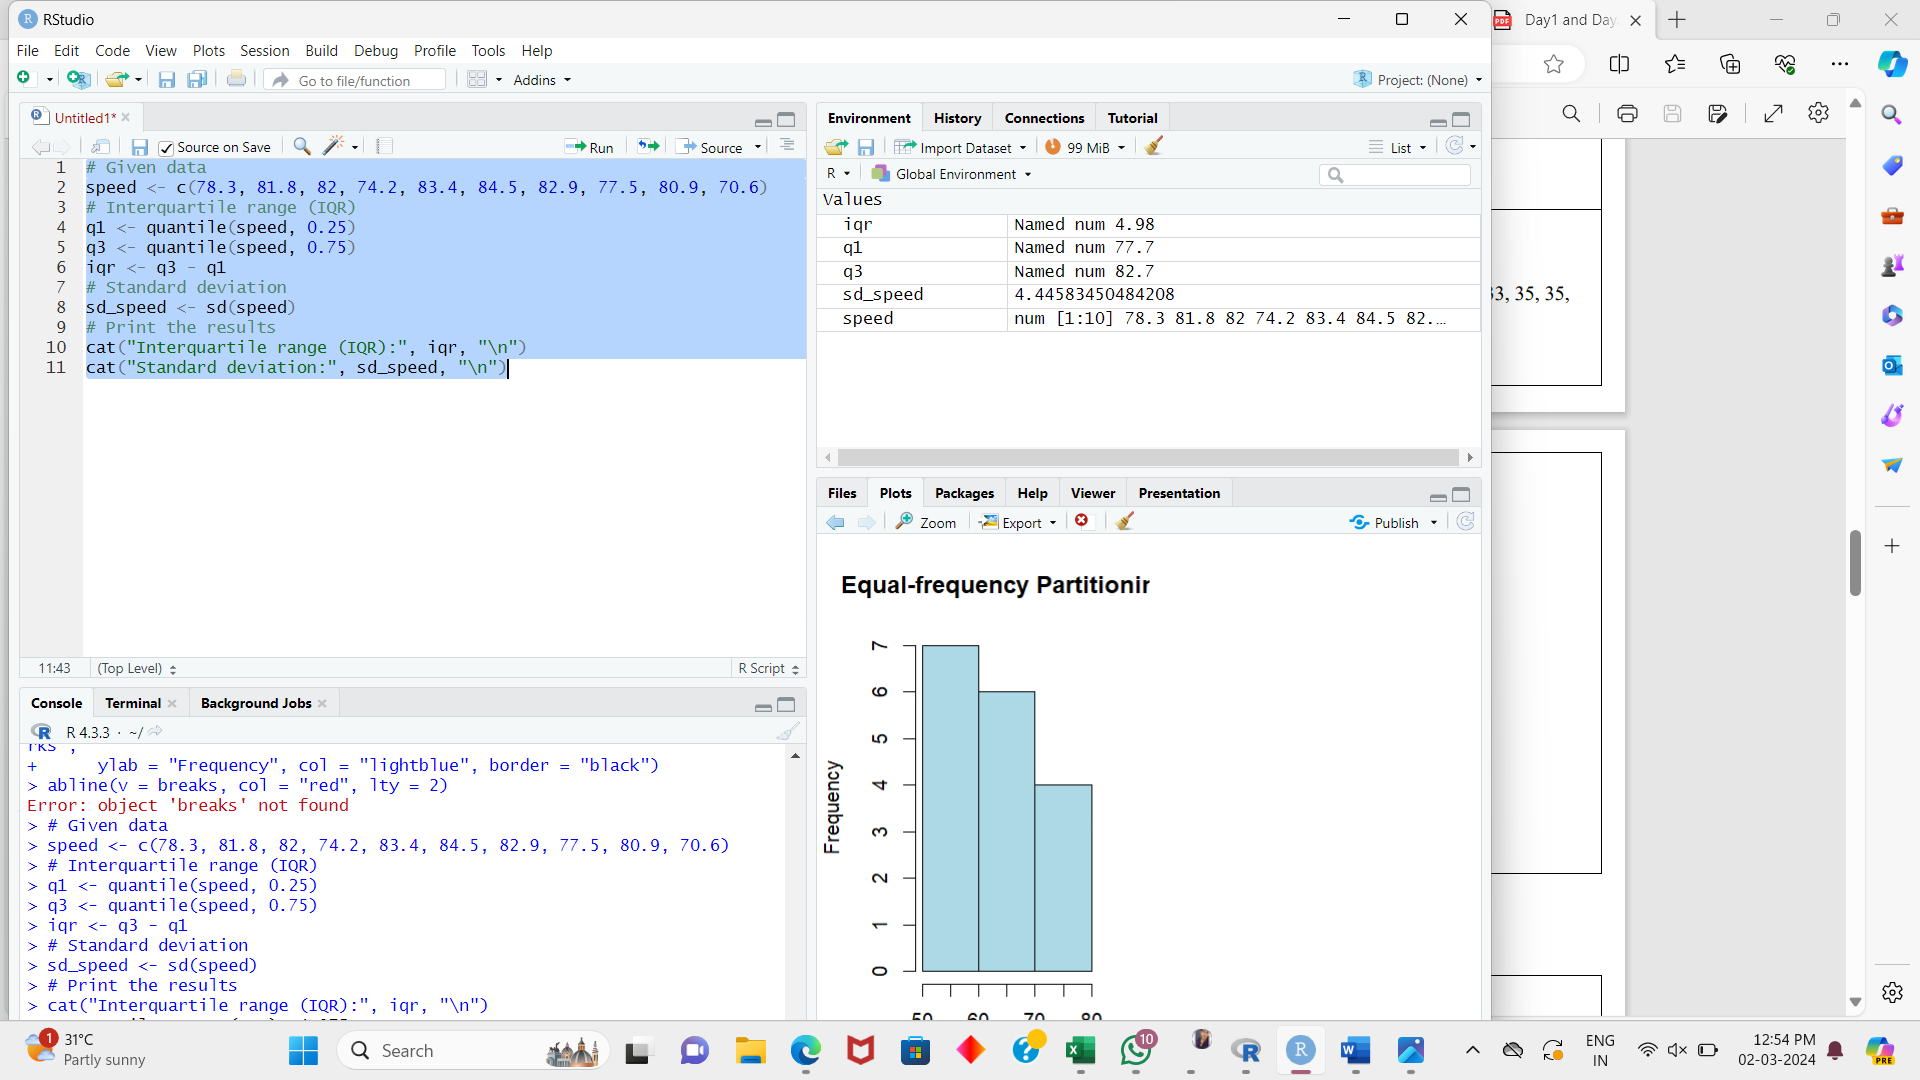 RStudio
File Edit Code View Plots Session Build Debug Profile Tools Help
Go to file/function
Addins
Project: (None)
Untitled1*
Source on Save
Run
Source
1 # Given data
2 speed <- c(78.3, 81.8, 82, 74.2, 83.4, 84.5, 82.9, 77.5, 80.9, 70.6)
3 # Interquartile range (IQR)
4 q1 <- quantile(speed, 0.25)
5 q3 <- quantile(speed, 0.75)
6 iqr <- q3 - q1
7 # Standard deviation
8 sd_speed <- sd(speed)
9 # Print the results
10 cat("Interquartile range (IQR):", iqr, "\n")
11 cat("Standard deviation:", sd_speed, "\n")
11:43 (Top Level) R Script
Console Terminal Background Jobs
R 4.3.3 · ~/
rks",
+ ylab = "Frequency", col = "lightblue", border = "black")
> abline(v = breaks, col = "red", lty = 2)
Error: object 'breaks' not found
> # Given data
> speed <- c(78.3, 81.8, 82, 74.2, 83.4, 84.5, 82.9, 77.5, 80.9, 70.6)
> # Interquartile range (IQR)
> q1 <- quantile(speed, 0.25)
> q3 <- quantile(speed, 0.75)
> iqr <- q3 - q1
> # Standard deviation
> sd_speed <- sd(speed)
> # Print the results
> cat("Interquartile range (IQR):", iqr, "\n")
Environment History Connections Tutorial
Import Dataset 99 MiB List
R Global Environment
Values
iqr Named num 4.98
q1 Named num 77.7
q3 Named num 82.7
sd_speed 4.44583450484208
speed num [1:10] 78.3 81.8 82 74.2 83.4 84.5 82...
Files Plots Packages Help Viewer Presentation
Zoom Export Publish
Equal-frequency Partitionir
Frequency
7
6
5
4
3
2
1
0
50 60 70 80
PDF Day1 and Day
33, 35, 35,
1 31°C
Partly sunny
Search
10
ENG
IN
12:54 PM
02-03-2024
PRE